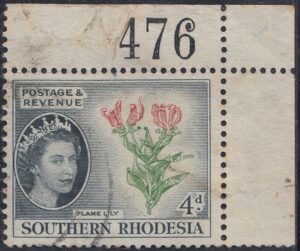 476
POSTAGE &
REVENUE
FLAME LILY
4d.
SOUTHERN RHODESIA